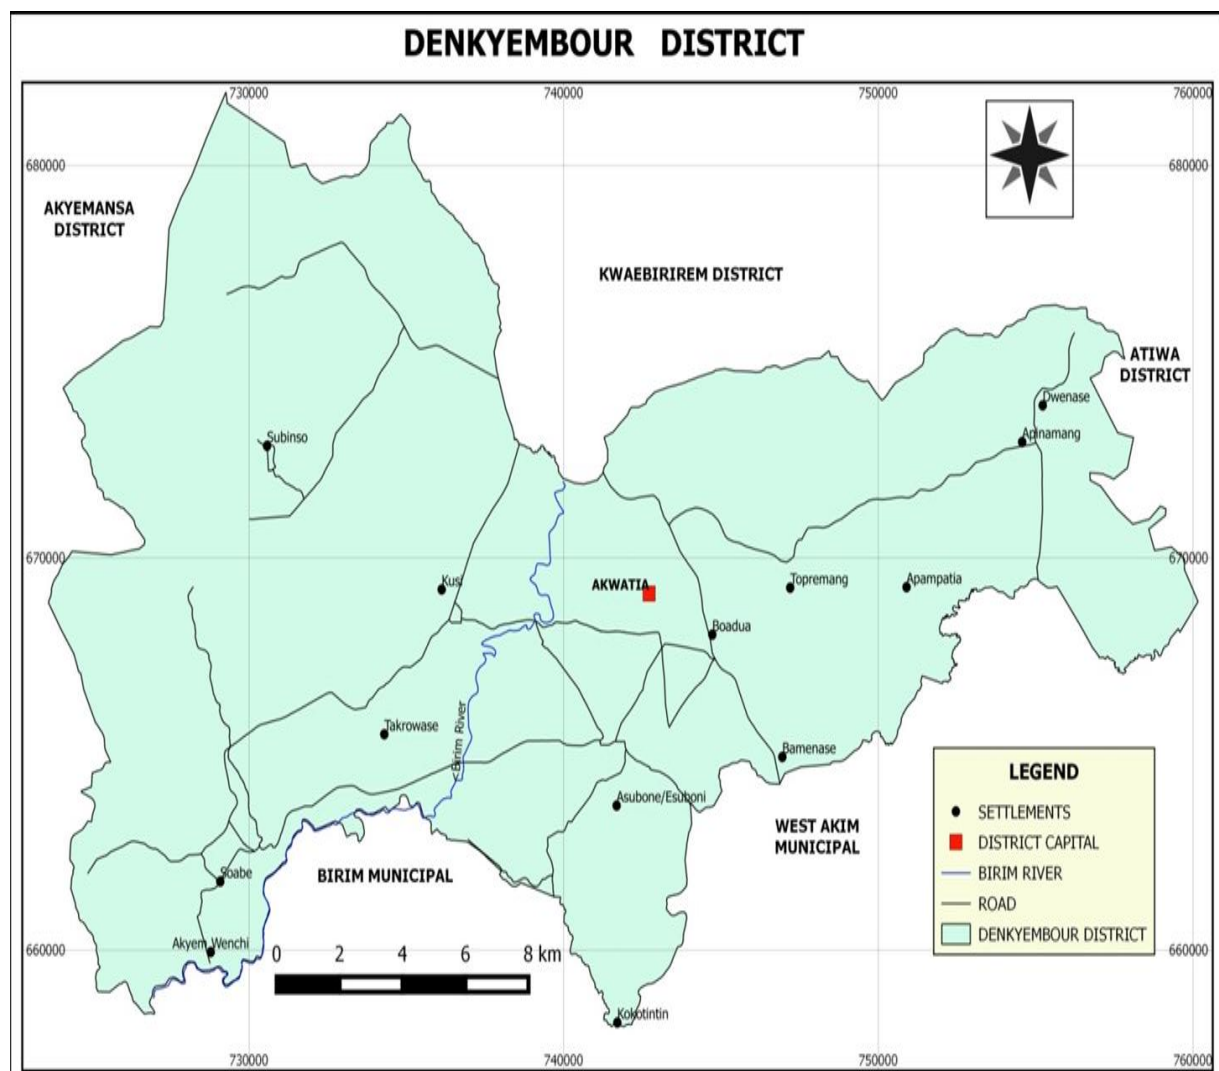 DENKYEMBOUR DISTRICT
730000
740000
750000
760000
680000
680000
AKYEMANSA
DISTRICT
KWAEBIRIREM DISTRICT
ATIWA
DISTRICT
Dwenase
Apinamang
Subinso
670000
670000
Kusi
AKWATIA
Topremang
Apampatia
Boadua
Takrowase
Birim River
Bamenase
Asubone/Esuboni
LEGEND
SETTLEMENTS
DISTRICT CAPITAL
BIRIM RIVER
ROAD
DENKYEMBOUR DISTRICT
WEST AKIM
MUNICIPAL
BIRIM MUNICIPAL
Soabe
Akyem Wenchi
660000
660000
0 2 4 6 8 km
Kokotintin
730000
740000
750000
760000